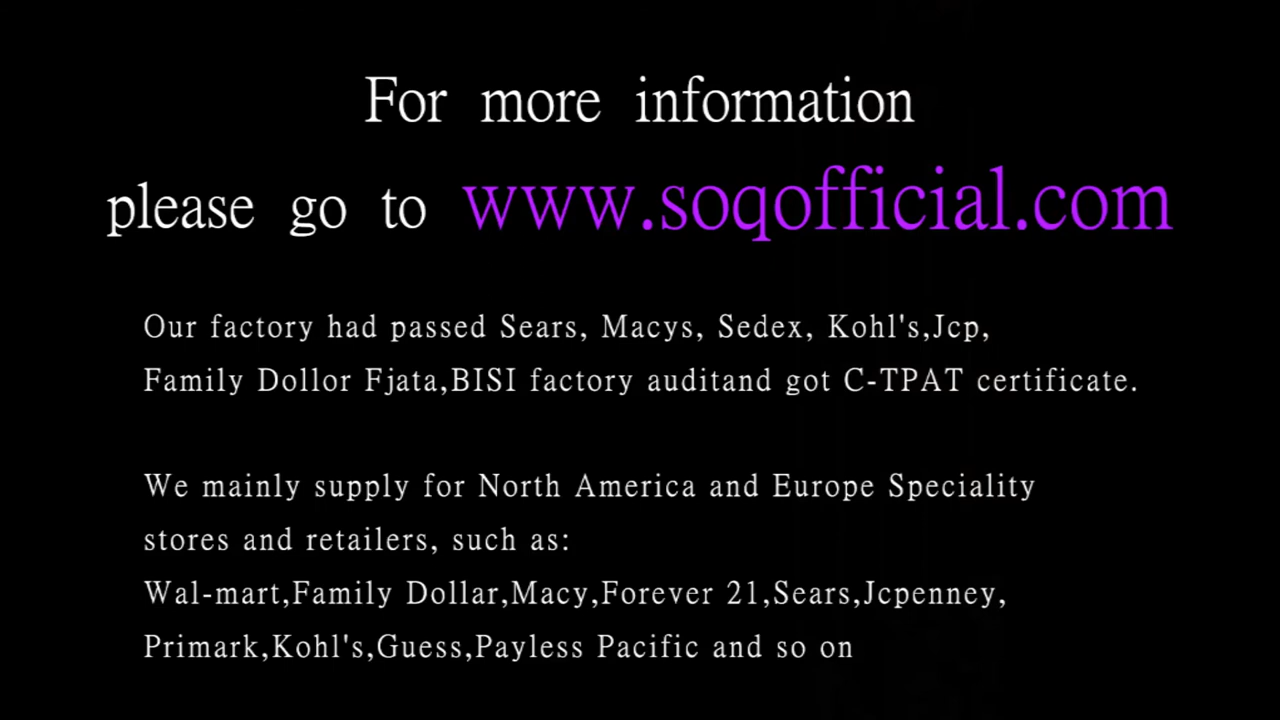 For more information
please go to www.soqofficial.com
Our factory had passed Sears, Macys, Sedex, Kohl's,Jcp,
Family Dollor Fjata,BISI factory auditand got C-TPAT certificate.
We mainly supply for North America and Europe Speciality
stores and retailers, such as:
Wal-mart,Family Dollar,Macy,Forever 21,Sears,Jcpenney,
Primark,Kohl's,Guess,Payless Pacific and so on